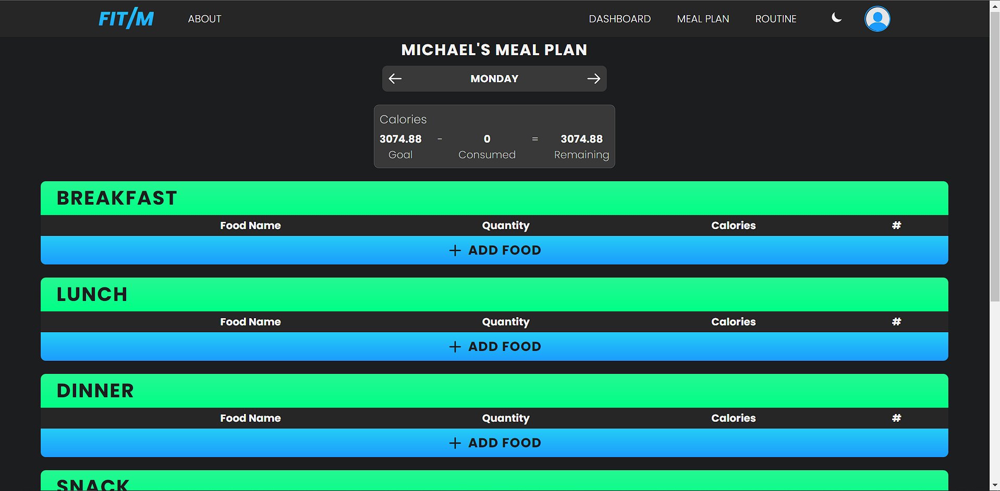 FIT/M ABOUT DASHBOARD MEAL PLAN ROUTINE
MICHAEL'S MEAL PLAN
MONDAY
Calories
3074.88 - 0 = 3074.88
Goal Consumed Remaining
BREAKFAST
Food Name Quantity Calories #
+ ADD FOOD
LUNCH
Food Name Quantity Calories #
+ ADD FOOD
DINNER
Food Name Quantity Calories #
+ ADD FOOD
SNACK